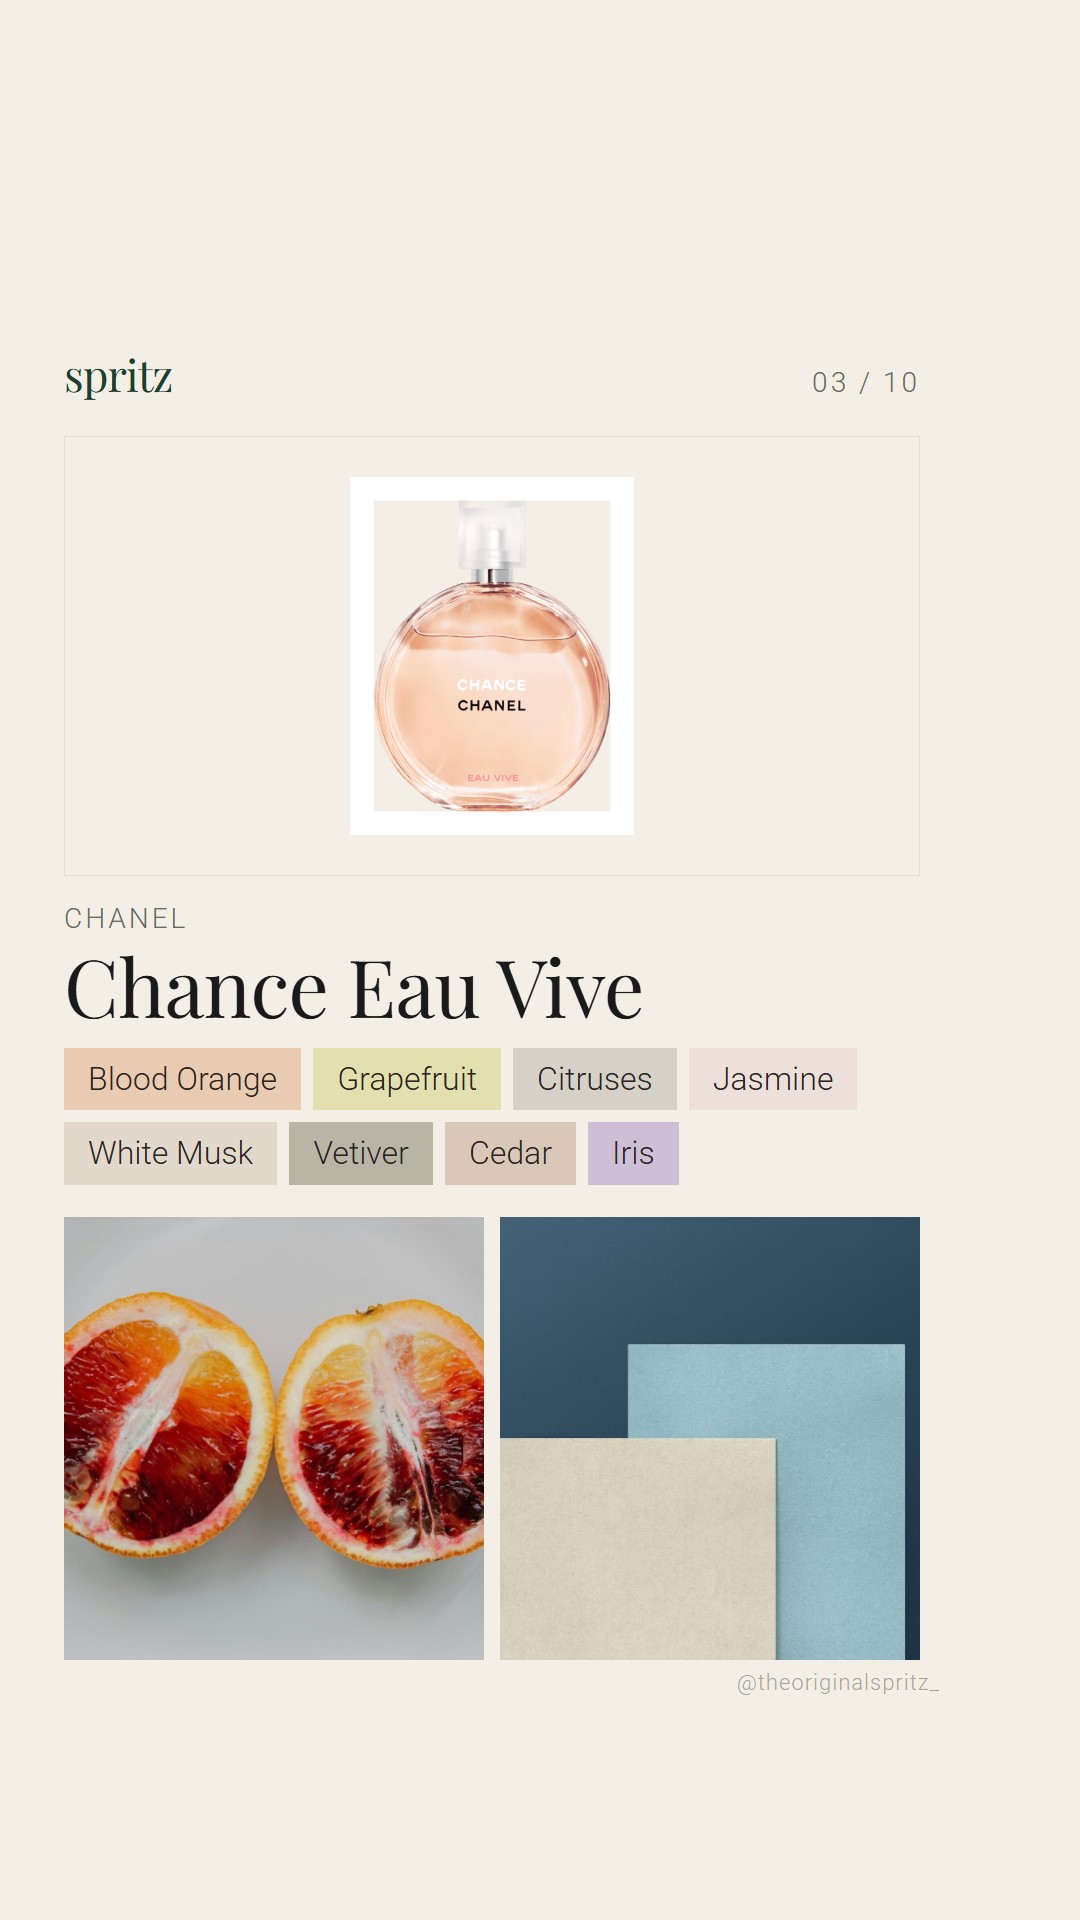 spritz
03 / 10
CHANCE
CHANEL
EAU VIVE
CHANEL
Chance Eau Vive
Blood Orange Grapefruit Citruses Jasmine
White Musk Vetiver Cedar Iris
@theoriginalspritz_